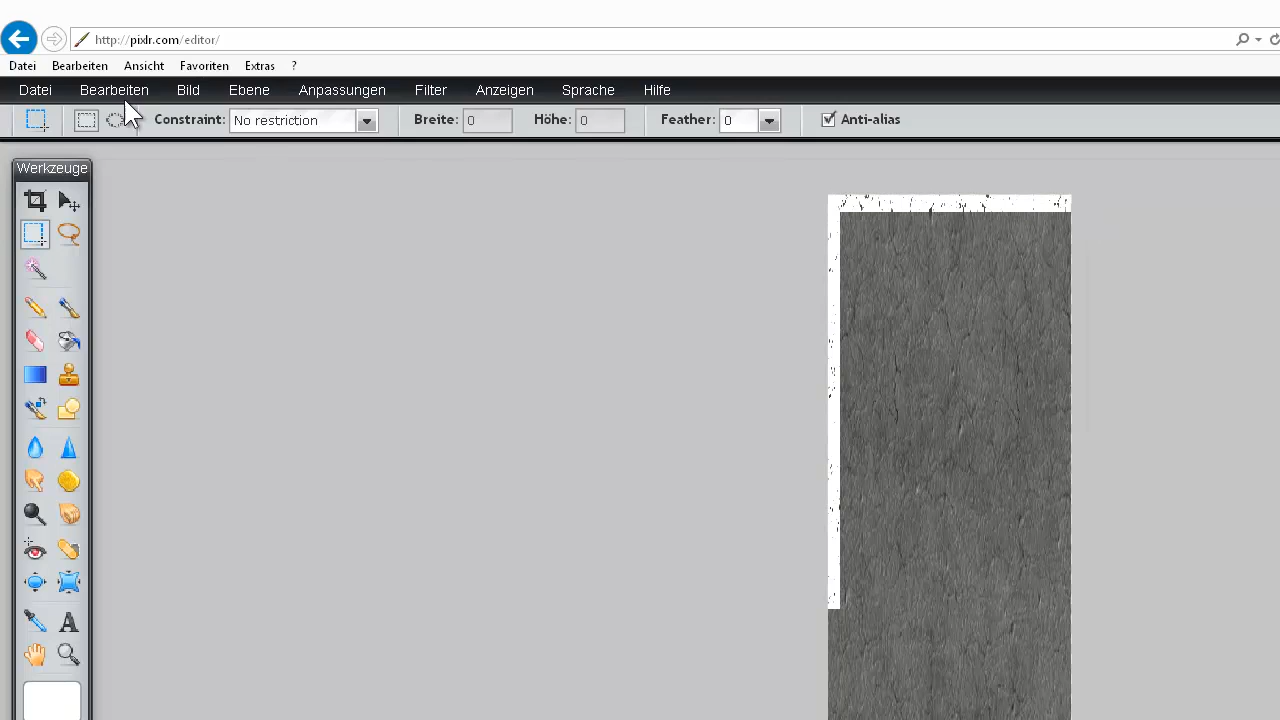 http://pixlr.com/editor/
Datei Bearbeiten Ansicht Favoriten Extras ?
Datei Bearbeiten Bild Ebene Anpassungen Filter Anzeigen Sprache Hilfe
Constraint: No restriction Breite: 0 Höhe: 0 Feather: 0 Anti-alias
Werkzeuge
A